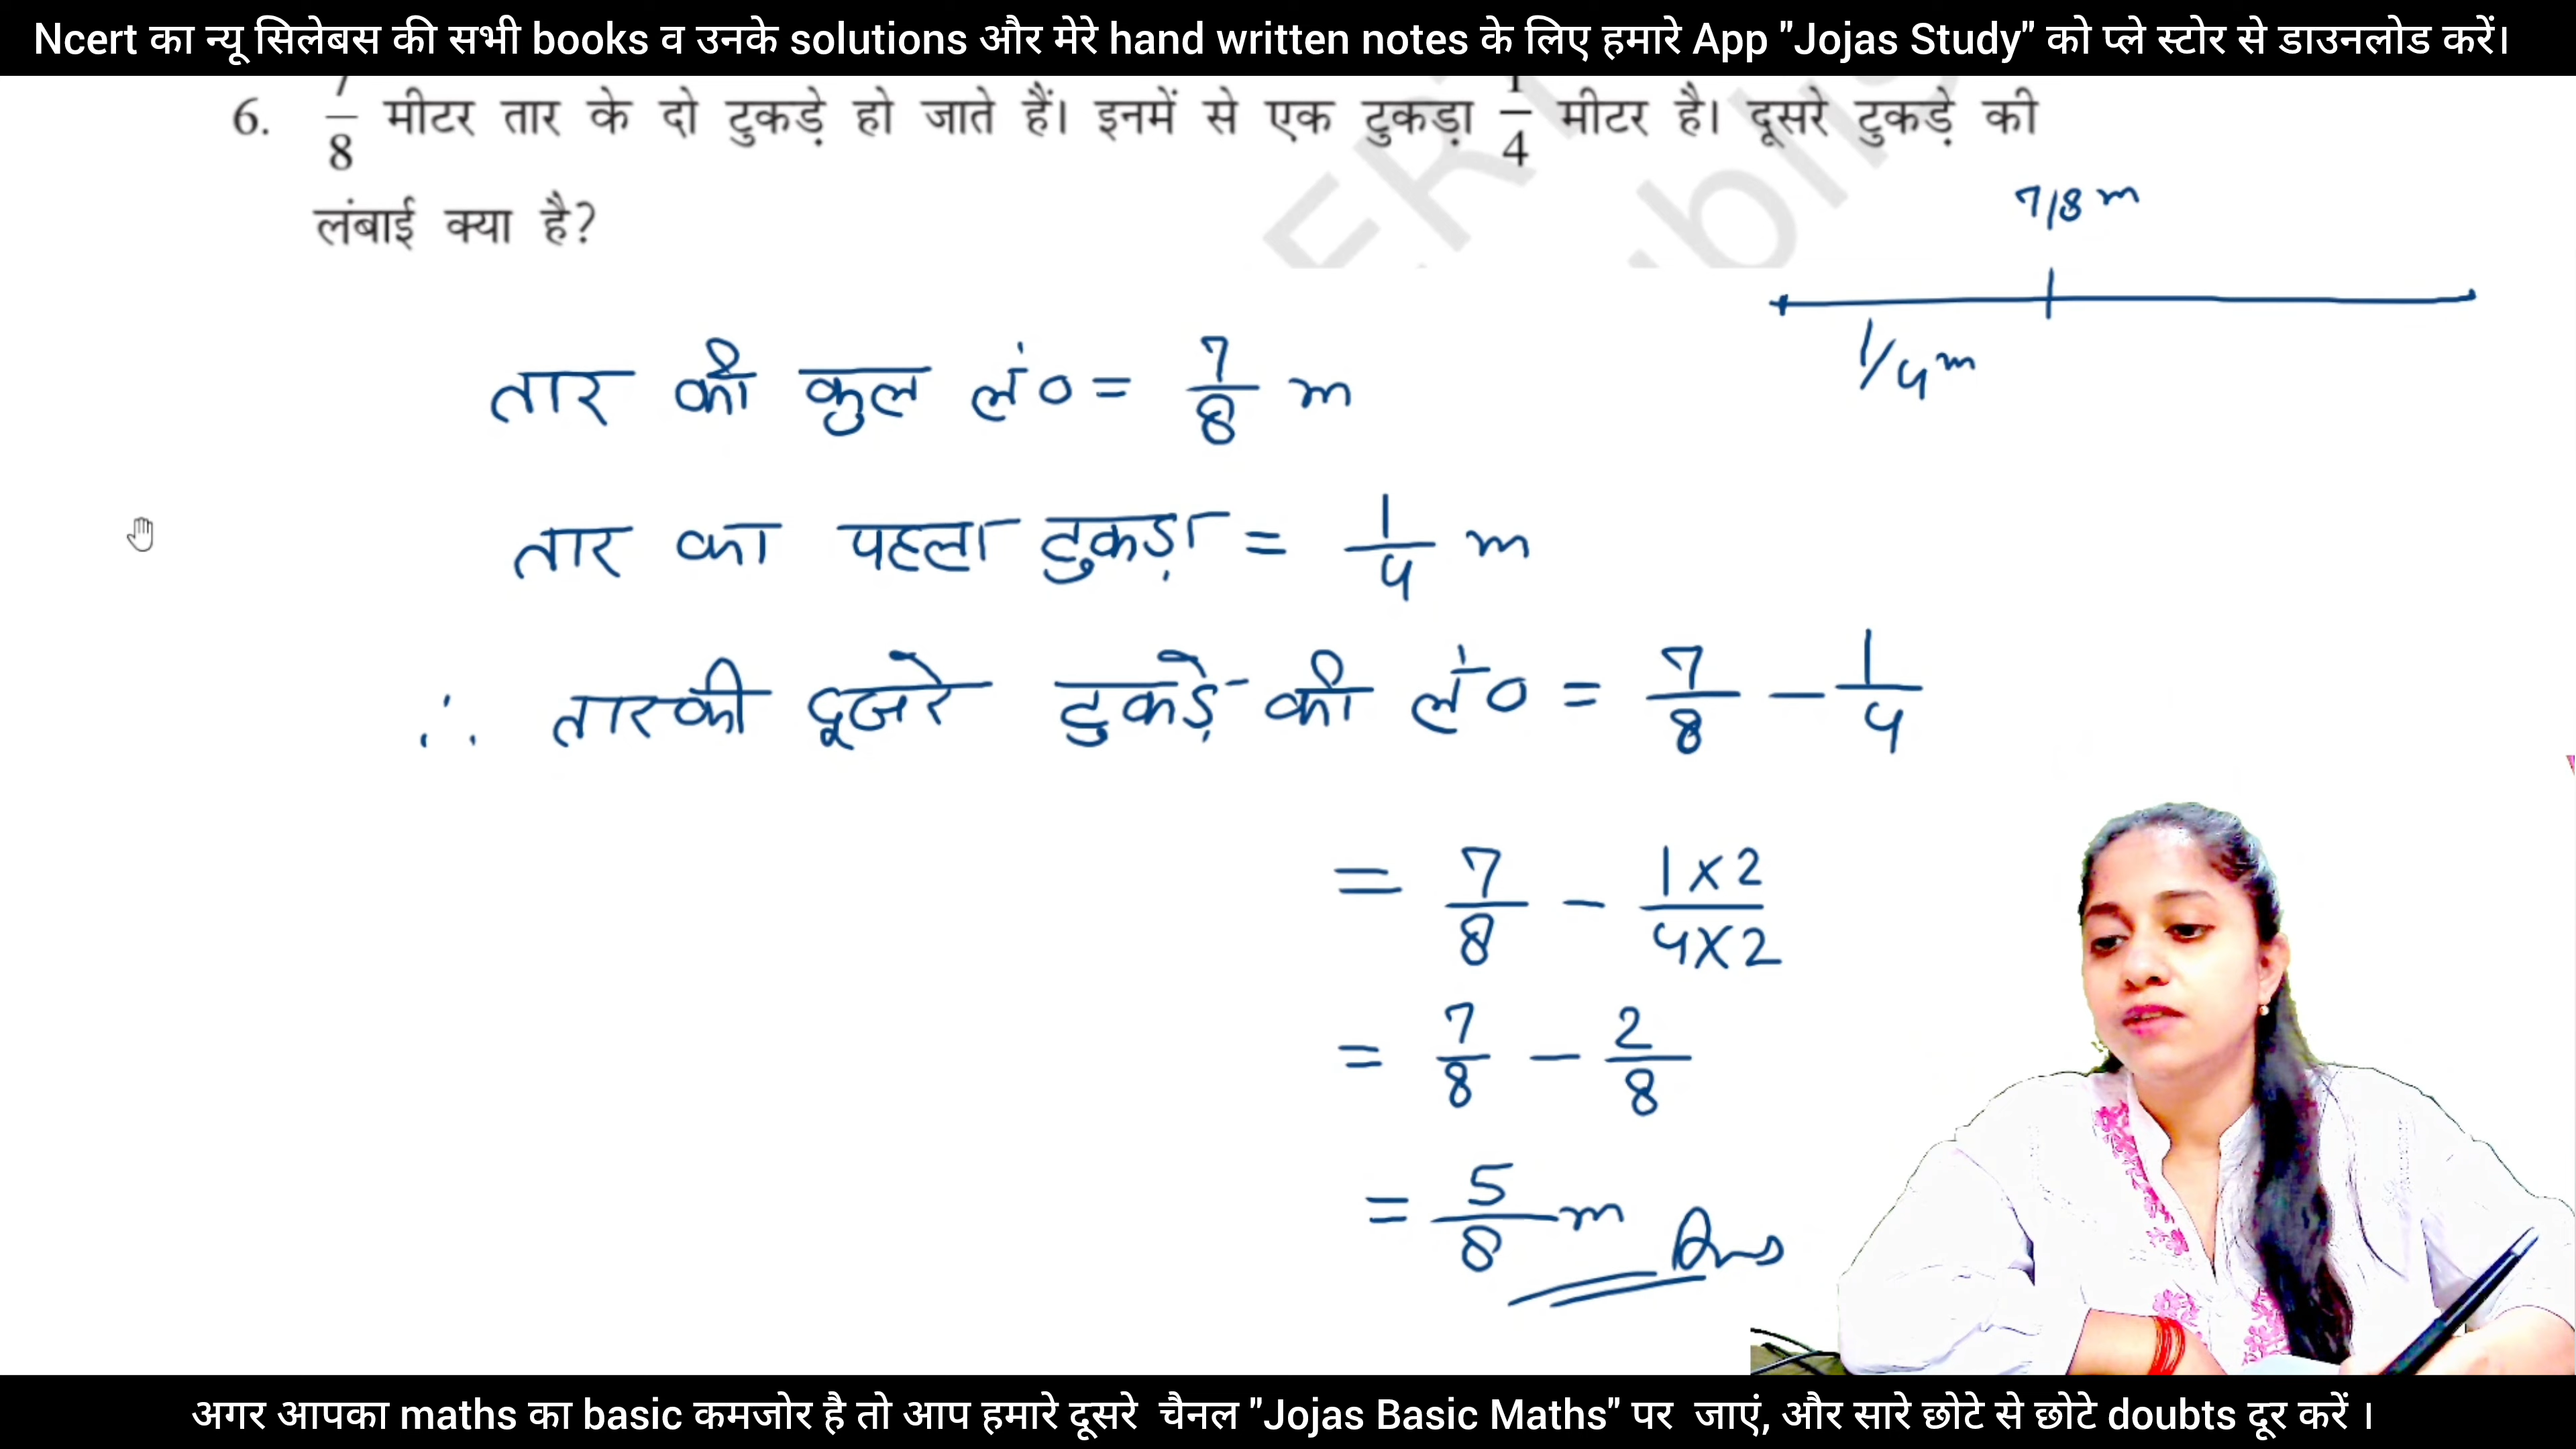 Ncert का न्यू सिलेबस की सभी books व उनके solutions और मेरे hand written notes के लिए हमारे App "Jojas Study" को प्ले स्टोर से डाउनलोड करें।
6. 7/8 मीटर तार के दो टुकड़े हो जाते हैं। इनमें से एक टुकड़ा 1/4 मीटर है। दूसरे टुकड़े की
लंबाई क्या है?
7/8 m
1/4 m
तार की कुल लं० = 7/8 m
तार का पहला टुकड़ा = 1/4 m
∴ तार की दूसरे टुकड़े की लं० = 7/8 - 1/4
= 7/8 - 1×2/4×2
= 7/8 - 2/8
= 5/8 m Ans
अगर आपका maths का basic कमजोर है तो आप हमारे दूसरे चैनल "Jojas Basic Maths" पर जाएं, और सारे छोटे से छोटे doubts दूर करें ।